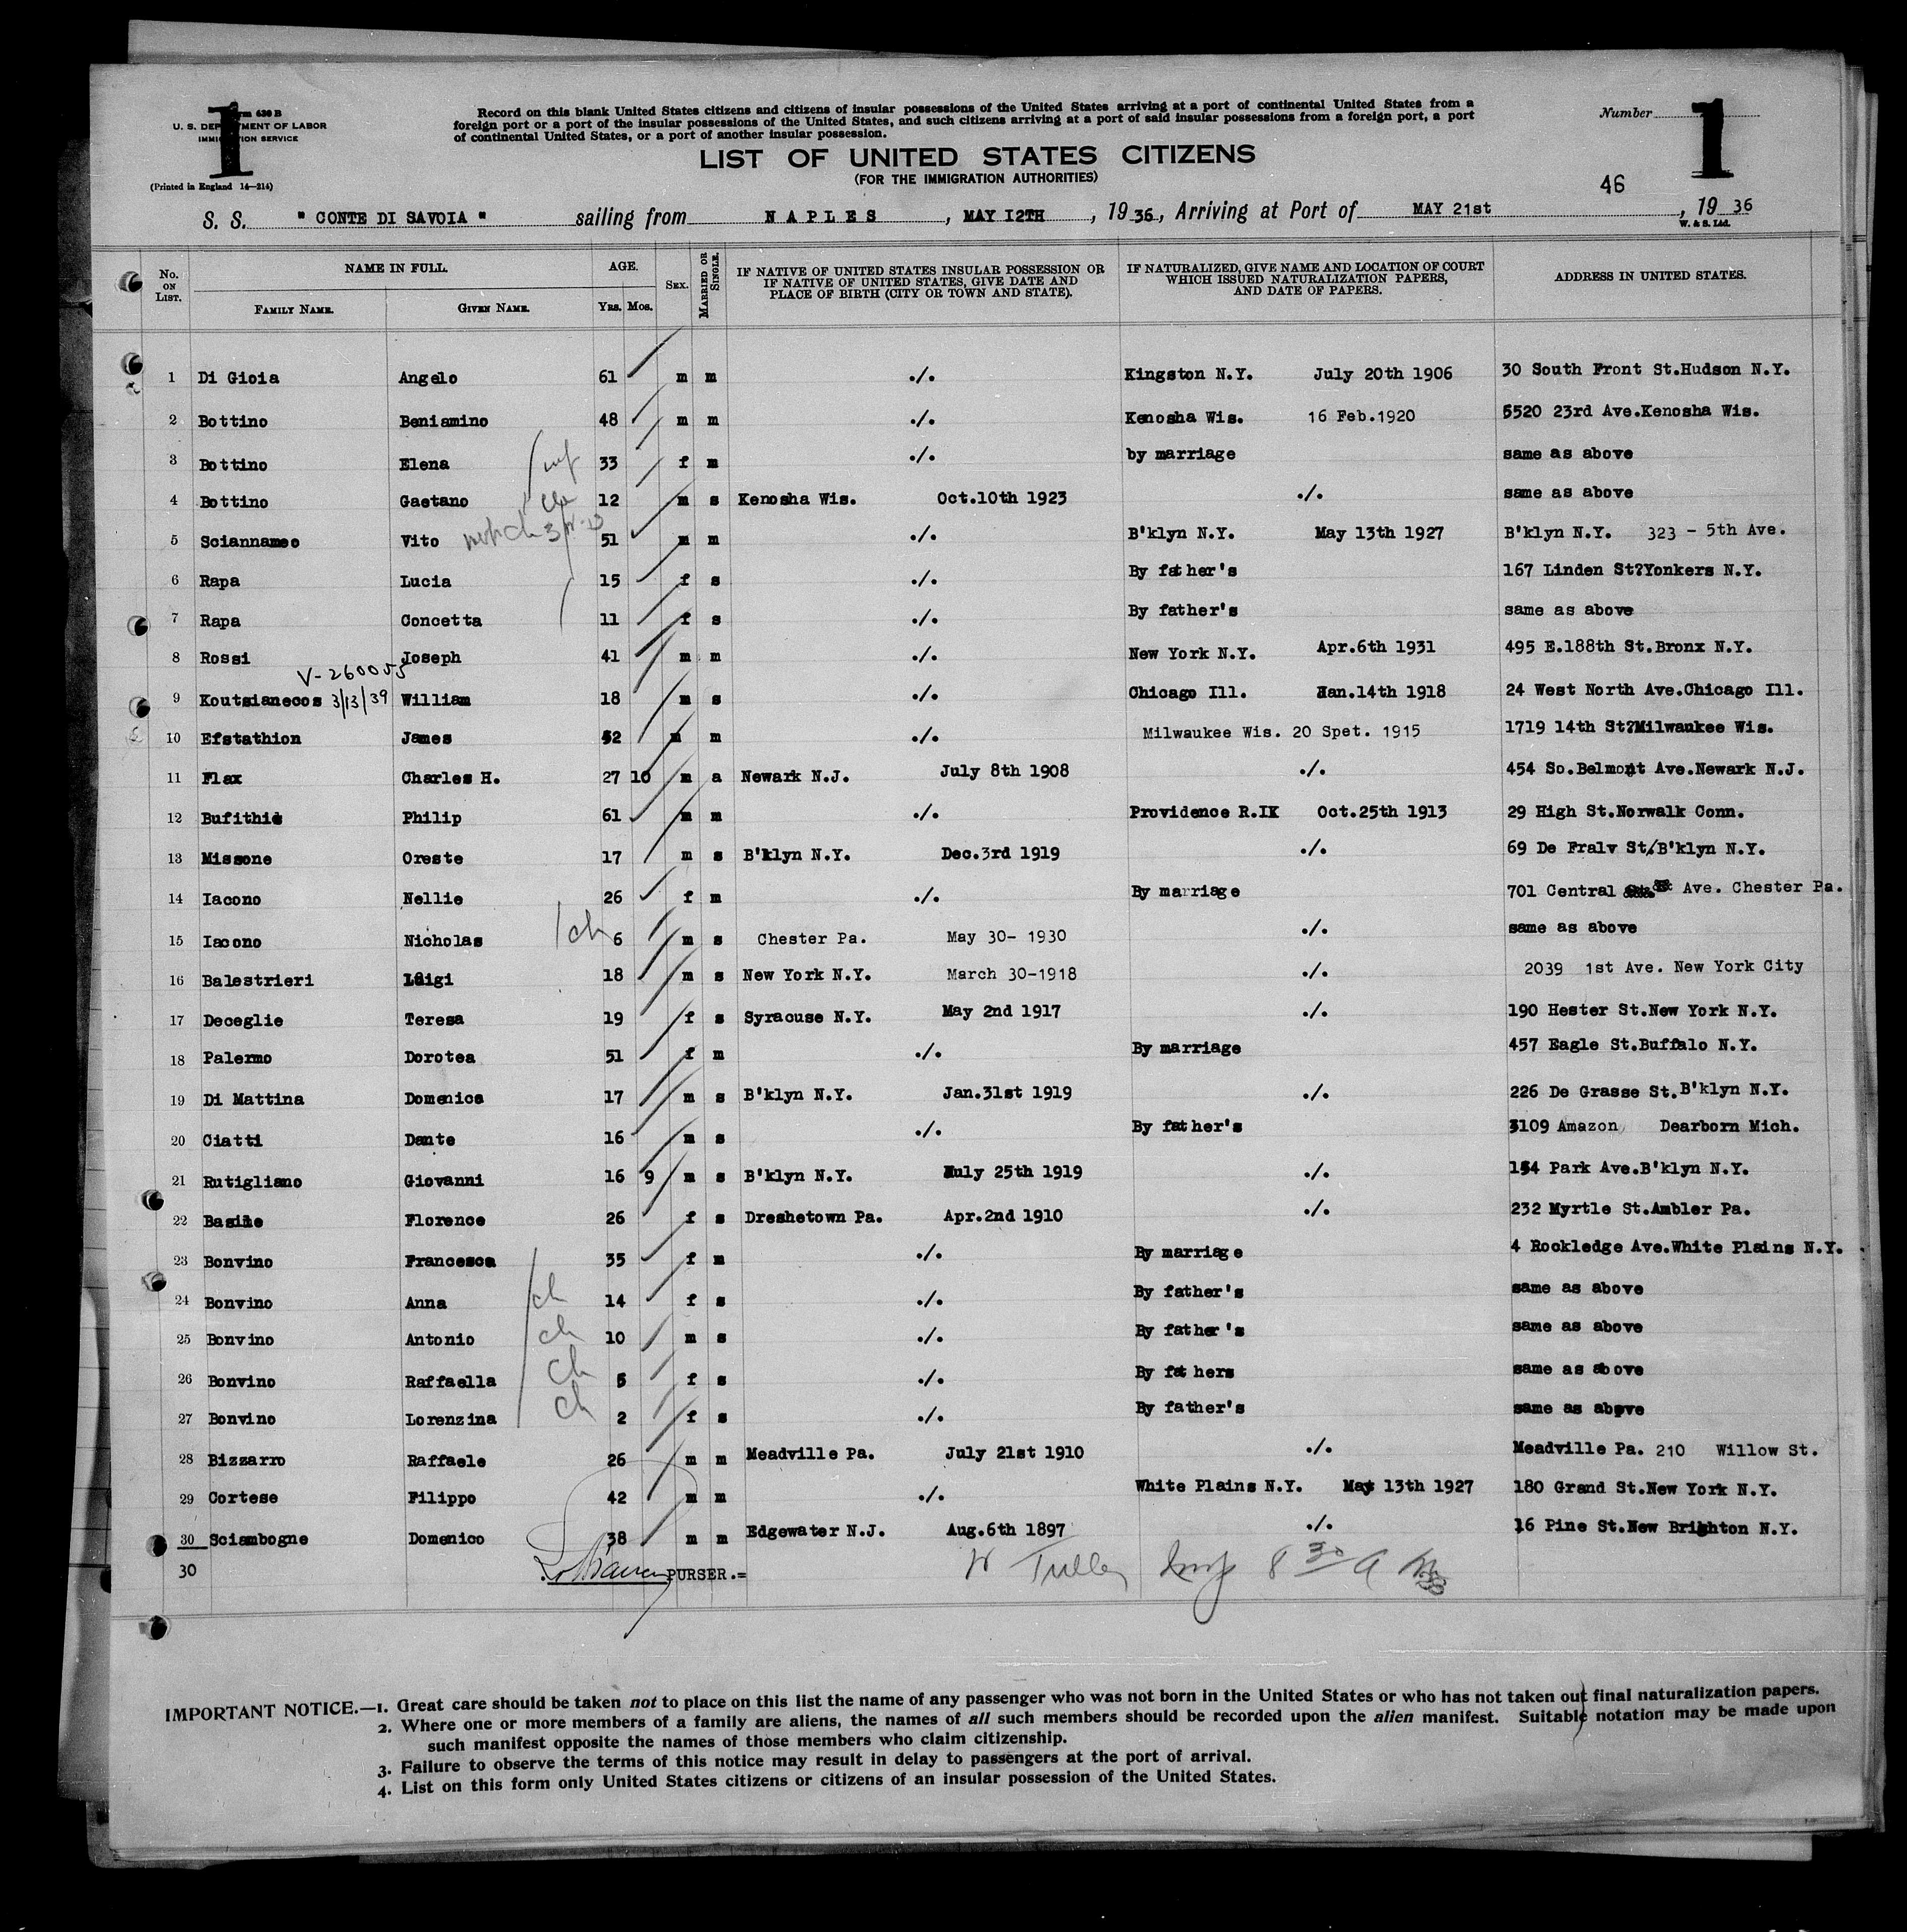 1
Form 630 B
U. S. DEPARTMENT OF LABOR
IMMIGRATION SERVICE
(Printed in England 14—214)
Record on this blank United States citizens and citizens of insular possessions of the United States arriving at a port of continental United States from a
foreign port or a port of the insular possessions of the United States, and such citizens arriving at a port of said insular possessions from a foreign port, a port
of continental United States, or a port of another insular possession.
LIST OF UNITED STATES CITIZENS
(FOR THE IMMIGRATION AUTHORITIES)
Number 1
46
S. S. " CONTE DI SAVOIA " sailing from NAPLES, MAY I2TH, 19 36, Arriving at Port of MAY 21st, 19 36
W. & S. Ltd.
No. ON LIST. NAME IN FULL. FAMILY NAME. GIVEN NAME. AGE. YRS. MOS. SEX. MARRIED OR SINGLE. IF NATIVE OF UNITED STATES INSULAR POSSESSION OR IF NATIVE OF UNITED STATES, GIVE DATE AND PLACE OF BIRTH (CITY OR TOWN AND STATE). IF NATURALIZED, GIVE NAME AND LOCATION OF COURT WHICH ISSUED NATURALIZATION PAPERS, AND DATE OF PAPERS. ADDRESS IN UNITED STATES.
1 Di Gioia Angelo 61 m m ./. Kingston N.Y. July 20th 1906 30 South Front St.Hudson N.Y.
2 Bottino Beniamino 48 m m ./. Kenosha Wis. 16 Feb.1920 5520 23rd Ave.Kenosha Wis.
3 Bottino Elena wf 33 f m ./. by marriage same as above
4 Bottino Gaetano ch 12 m s Kenosha Wis. Oct.10th 1923 ./. same as above
5 Sciannameo Vito 51 m m ./. B'klyn N.Y. May 13th 1927 B'klyn N.Y. 323 - 5th Ave.
6 Rapa Lucia 15 f s ./. By father's 167 Linden St?Yonkers N.Y.
7 Rapa Concetta 11 f s ./. By father's same as above
8 Rossi Joseph 41 m m ./. New York N.Y. Apr.6th 1931 495 E.188th St.Bronx N.Y.
V-260055
9 Koutsianecos 3/13/39 William 18 m s ./. Chicago Ill. Jan.14th 1918 24 West North Ave.Chicago Ill.
10 Efstathion James 52 m m ./. Milwaukee Wis. 20 Spet. 1915 1719 14th St?Milwaukee Wis.
11 Flax Charles H. 27 10 m a Newark N.J. July 8th 1908 ./. 454 So.Belmont Ave.Newark N.J.
12 Bufithis Philip 61 m m ./. Providence R.I Oct.25th 1913 29 High St.Norwalk Conn.
13 Missone Oreste 17 m s B'klyn N.Y. Dec.3rd 1919 ./. 69 De Fralv St/B'klyn N.Y.
14 Iacono Nellie 26 f m ./. By marriage 701 Central Ave. Chester Pa.
15 Iacono Nicholas ch 6 m s Chester Pa. May 30- 1930 ./. same as above
16 Balestrieri Luigi 18 m s New York N.Y. March 30-1918 ./. 2039 1st Ave. New York City
17 Deceglie Teresa 19 f s Syracuse N.Y. May 2nd 1917 ./. 190 Hester St.New York N.Y.
18 Palermo Dorotea 51 f m ./. By marriage 457 Eagle St.Buffalo N.Y.
19 Di Mattina Domenica 17 m s B'klyn N.Y. Jan.31st 1919 ./. 226 De Grasse St.B'klyn N.Y.
20 Ciatti Dante 16 m s ./. By father's 3109 Amazon Dearborn Mich.
21 Rutigliano Giovanni 16 9 m s B'klyn N.Y. July 25th 1919 ./. 154 Park Ave.B'klyn N.Y.
22 Basile Florence 26 f s Dreshetown Pa. Apr.2nd 1910 ./. 232 Myrtle St.Ambler Pa.
23 Bonvino Francesca 35 f m ./. By marriage 4 Rockledge Ave.White Plains N.Y.
24 Bonvino Anna ch 14 f s ./. By father's same as above
25 Bonvino Antonio ch 10 m s ./. By father's same as above
26 Bonvino Raffaella ch 5 f s ./. By fathers same as above
27 Bonvino Lorenzina ch 2 f s ./. By father's same as above
28 Bizzarro Raffaele 26 m m Meadville Pa. July 21st 1910 ./. Meadville Pa. 210 Willow St.
29 Cortese Filippo 42 m m ./. White Plains N.Y. May 13th 1927 180 Grand St.New York N.Y.
30 Sciambogne Domenico 38 m m Edgewater N.J. Aug.6th 1897 ./. 16 Pine St.New Brighton N.Y.
30 PURSER.=
IMPORTANT NOTICE.—1. Great care should be taken not to place on this list the name of any passenger who was not born in the United States or who has not taken out final naturalization papers.
2. Where one or more members of a family are aliens, the names of all such members should be recorded upon the alien manifest. Suitable notation may be made upon
such manifest opposite the names of those members who claim citizenship.
3. Failure to observe the terms of this notice may result in delay to passengers at the port of arrival.
4. List on this form only United States citizens or citizens of an insular possession of the United States.